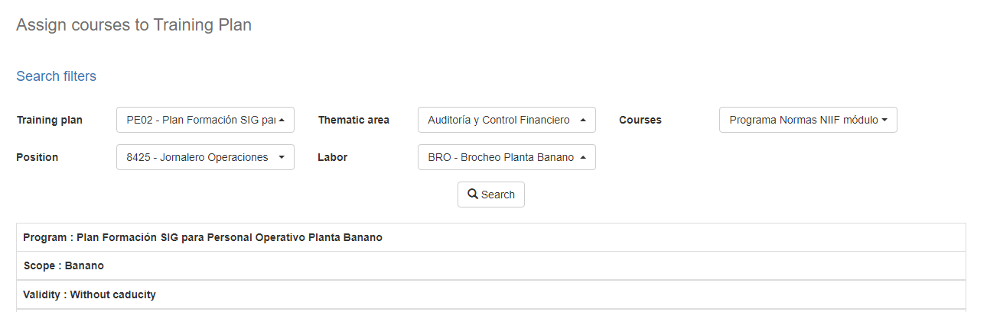 Assign courses to Training Plan
Search filters
Training plan PE02 - Plan Formación SIG par Thematic area Auditoría y Control Financiero Courses Programa Normas NIIF módulo
Position 8425 - Jornalero Operaciones Labor BRO - Brocheo Planta Banano
Search
Program : Plan Formación SIG para Personal Operativo Planta Banano
Scope : Banano
Validity : Without caducity